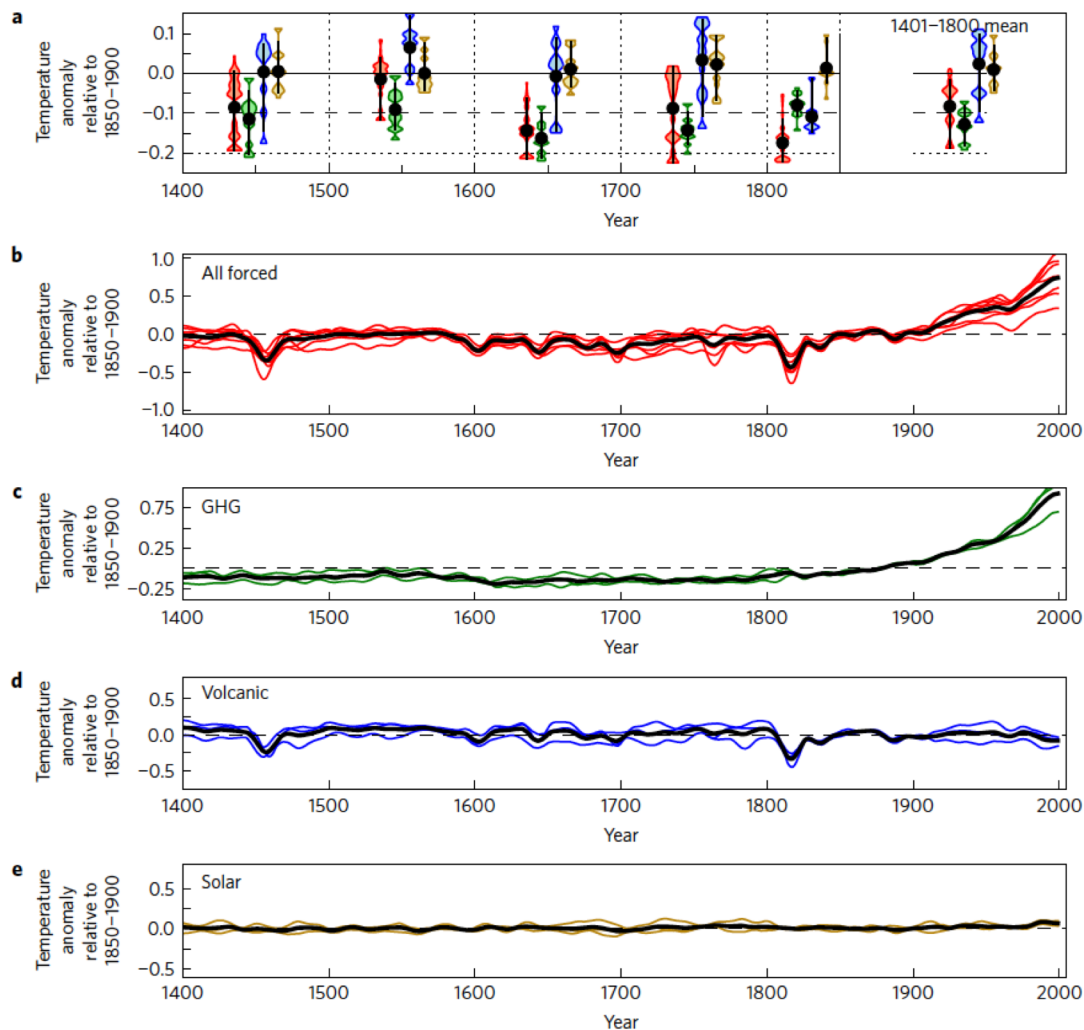 a
Temperature
anomaly
relative to
1850–1900
0.1
0.0
−0.1
−0.2
1401–1800 mean
1400 1500 1600 1700 1800
Year
b
Temperature
anomaly
relative to
1850–1900
1.0
0.5
0.0
−0.5
−1.0
All forced
1400 1500 1600 1700 1800 1900 2000
Year
c
Temperature
anomaly
relative to
1850–1900
0.75
0.25
−0.25
GHG
1400 1500 1600 1700 1800 1900 2000
Year
d
Temperature
anomaly
relative to
1850–1900
0.5
0.0
−0.5
Volcanic
1400 1500 1600 1700 1800 1900 2000
Year
e
Temperature
anomaly
relative to
1850–1900
0.5
0.0
−0.5
Solar
1400 1500 1600 1700 1800 1900 2000
Year